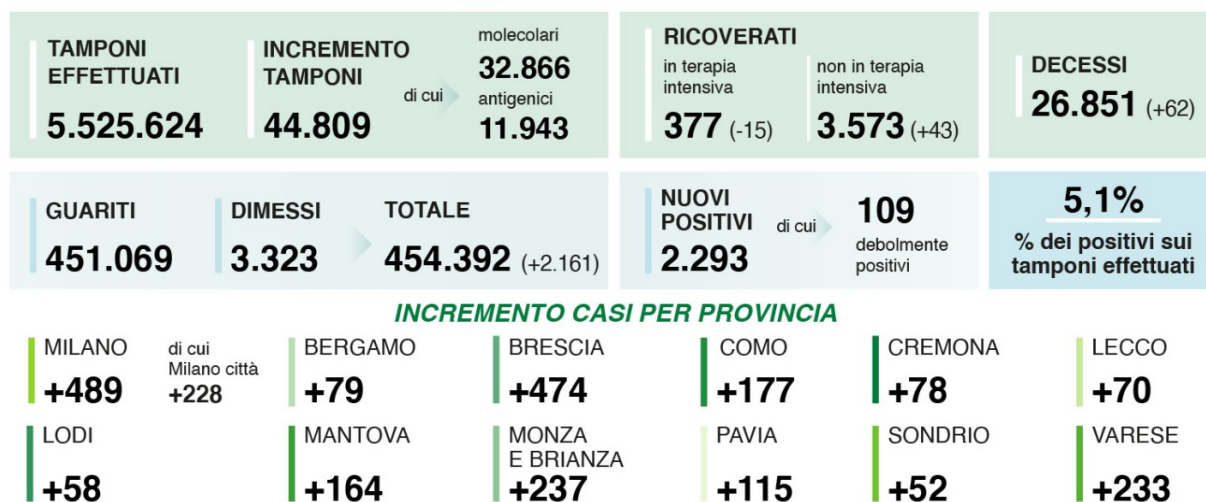 TAMPONI
EFFETTUATI
5.525.624
INCREMENTO
TAMPONI
44.809
di cui
molecolari
32.866
antigenici
11.943
RICOVERATI
in terapia
intensiva
377 (-15)
non in terapia
intensiva
3.573 (+43)
DECESSI
26.851 (+62)
GUARITI
451.069
DIMESSI
3.323
TOTALE
454.392 (+2.161)
NUOVI
POSITIVI
2.293
di cui
109
debolmente
positivi
5,1%
% dei positivi sui
tamponi effettuati
INCREMENTO CASI PER PROVINCIA
MILANO
+489
di cui
Milano città
+228
BERGAMO
+79
BRESCIA
+474
COMO
+177
CREMONA
+78
LECCO
+70
LODI
+58
MANTOVA
+164
MONZA
E BRIANZA
+237
PAVIA
+115
SONDRIO
+52
VARESE
+233